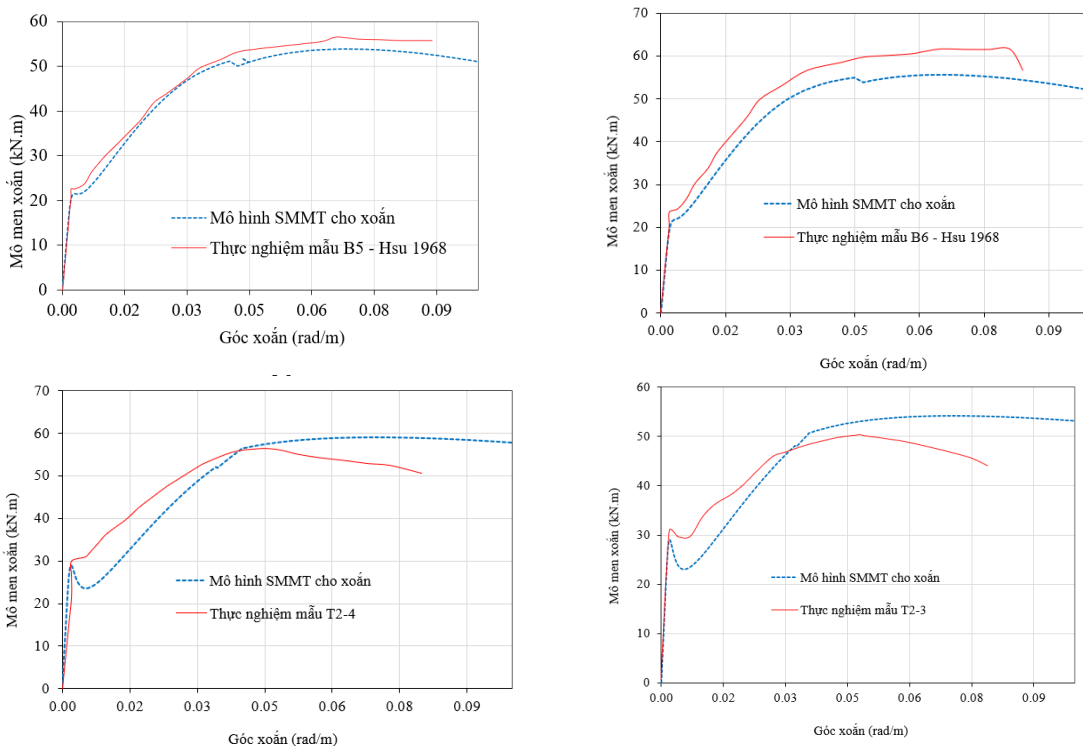 60
50
40
30
20
10
0
0.00 0.02 0.03 0.05 0.06 0.08 0.09
Mô men xoắn (kN.m)
Góc xoắn (rad/m)
Mô hình SMMT cho xoắn
Thực nghiệm mẫu B5 - Hsu 1968
70
60
50
40
30
20
10
0
0.00 0.02 0.03 0.05 0.06 0.08 0.09
Mô men xoắn (kN.m)
Góc xoắn (rad/m)
Mô hình SMMT cho xoắn
Thực nghiệm mẫu B6 - Hsu 1968
70
60
50
40
30
20
10
0
0.00 0.02 0.03 0.05 0.06 0.08 0.09
Mô men xoắn (kN.m)
Góc xoắn (rad/m)
Mô hình SMMT cho xoắn
Thực nghiệm mẫu T2-4
60
50
40
30
20
10
0
0.00 0.02 0.03 0.05 0.06 0.08 0.09
Mô men xoắn (kN.m)
Góc xoắn (rad/m)
Mô hình SMMT cho xoắn
Thực nghiệm mẫu T2-3